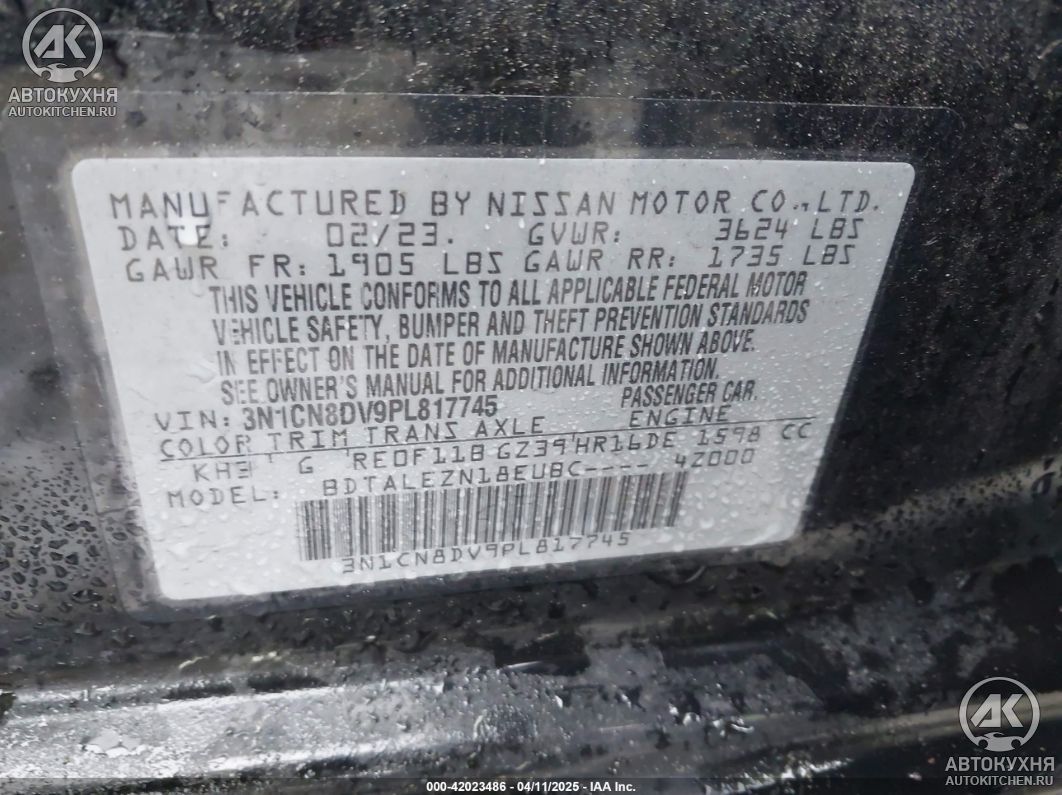 АК
АВТОКУХНЯ
AUTOKITCHEN.RU
MANUFACTURED BY NISSAN MOTOR CO.,LTD.
DATE: 02/23. GVWR: 3624 LBS
GAWR FR: 1905 LBS GAWR RR: 1735 LBS
THIS VEHICLE CONFORMS TO ALL APPLICABLE FEDERAL MOTOR
VEHICLE SAFETY, BUMPER AND THEFT PREVENTION STANDARDS
IN EFFECT ON THE DATE OF MANUFACTURE SHOWN ABOVE.
SEE OWNER'S MANUAL FOR ADDITIONAL INFORMATION.
VIN: 3N1CN8DV9PL817745 PASSENGER CAR.
COLOR TRIM TRANS AXLE ENGINE
KH3 G RE0F11B GZ39 HR16DE 1598 CC
MODEL: BDTALEZN18EUBC---- 42000
3N1CN8DV9PL817745
АК
АВТОКУХНЯ
AUTOKITCHEN.RU
000-42023486 - 04/11/2025 - IAA Inc.